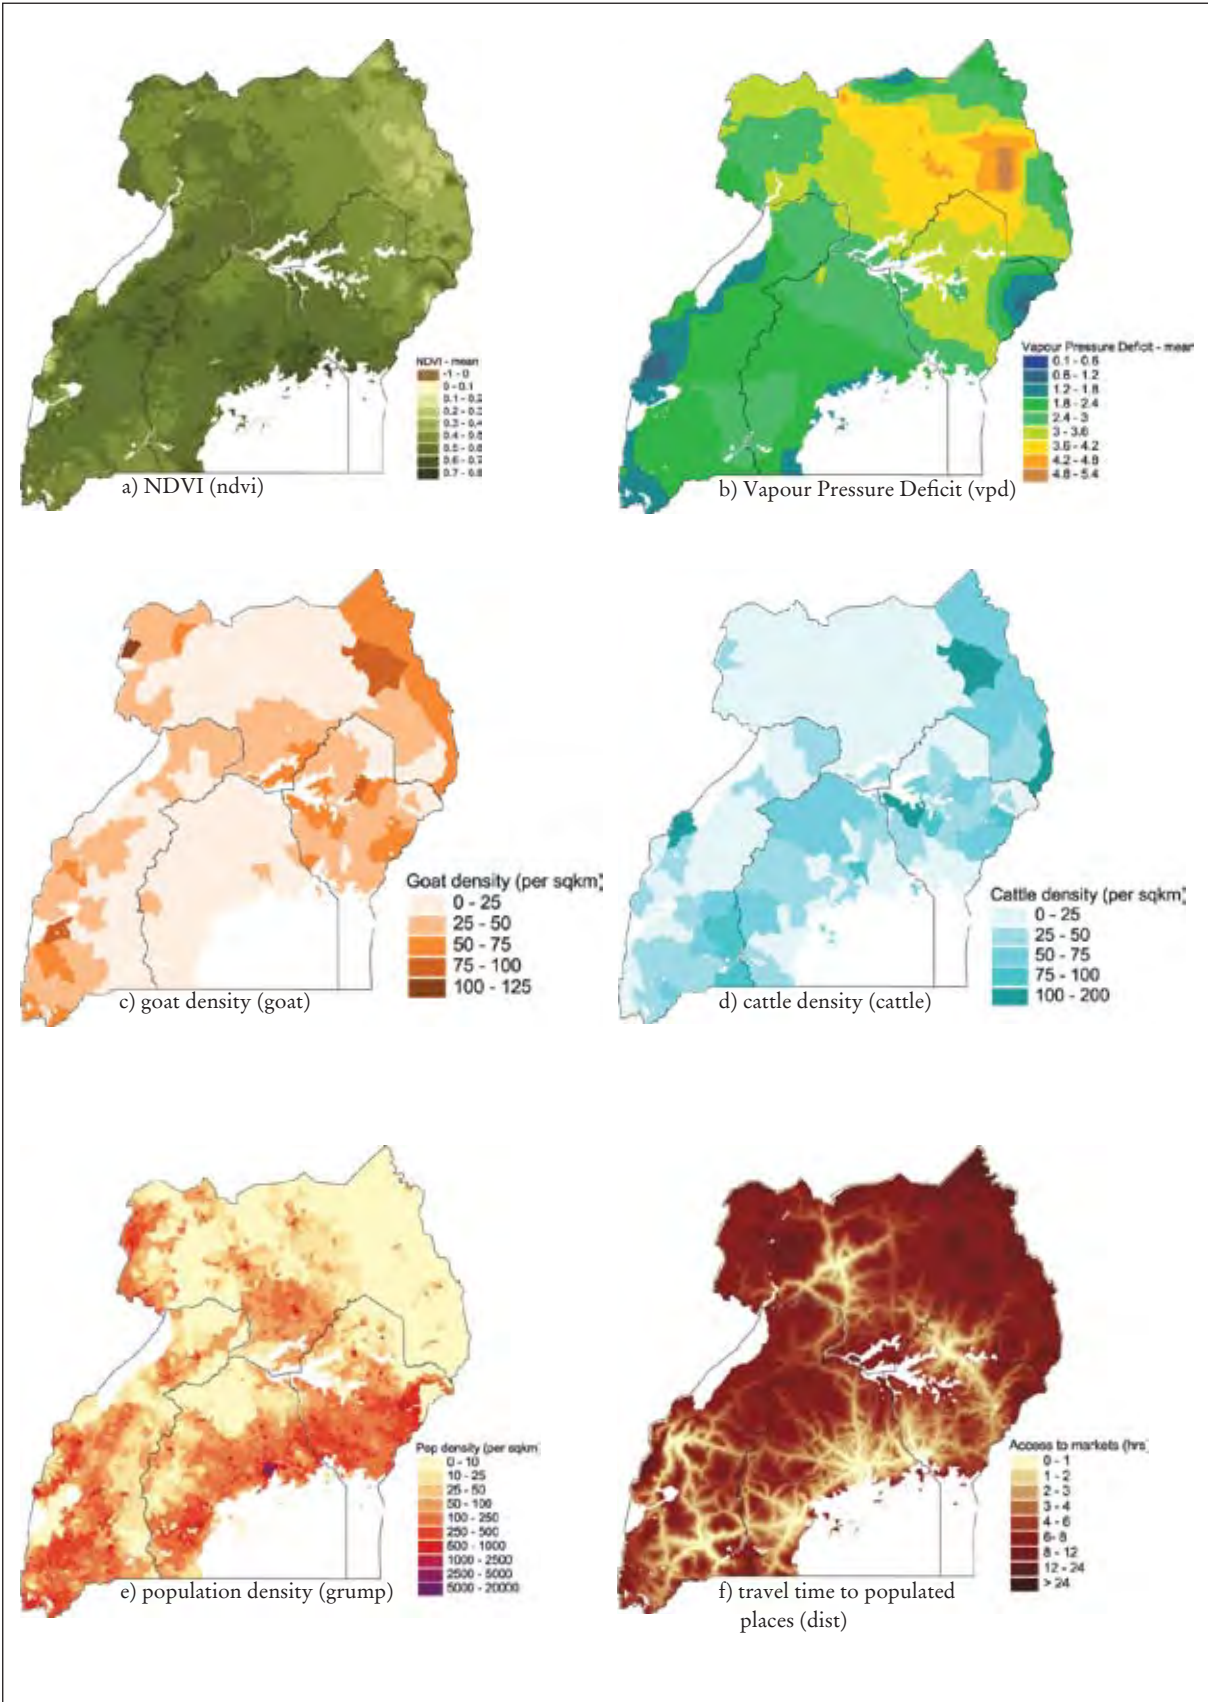 NDVI - mean
-1 - 0
0 - 0.1
0.1 - 0.2
0.2 - 0.3
0.3 - 0.4
0.4 - 0.5
0.5 - 0.6
0.6 - 0.7
0.7 - 0.8
a) NDVI (ndvi)
Vapour Pressure Deficit - mean
0.1 - 0.6
0.6 - 1.2
1.2 - 1.8
1.8 - 2.4
2.4 - 3
3 - 3.6
3.6 - 4.2
4.2 - 4.8
4.8 - 5.4
b) Vapour Pressure Deficit (vpd)
Goat density (per sqkm)
0 - 25
25 - 50
50 - 75
75 - 100
100 - 125
c) goat density (goat)
Cattle density (per sqkm)
0 - 25
25 - 50
50 - 75
75 - 100
100 - 200
d) cattle density (cattle)
Pop density (per sqkm)
0 - 10
10 - 25
25 - 50
50 - 100
100 - 250
250 - 500
500 - 1000
1000 - 2500
2500 - 5000
5000 - 20000
e) population density (grump)
Access to markets (hrs)
0 - 1
1 - 2
2 - 3
3 - 4
4 - 6
6 - 8
8 - 12
12 - 24
> 24
f) travel time to populated
places (dist)